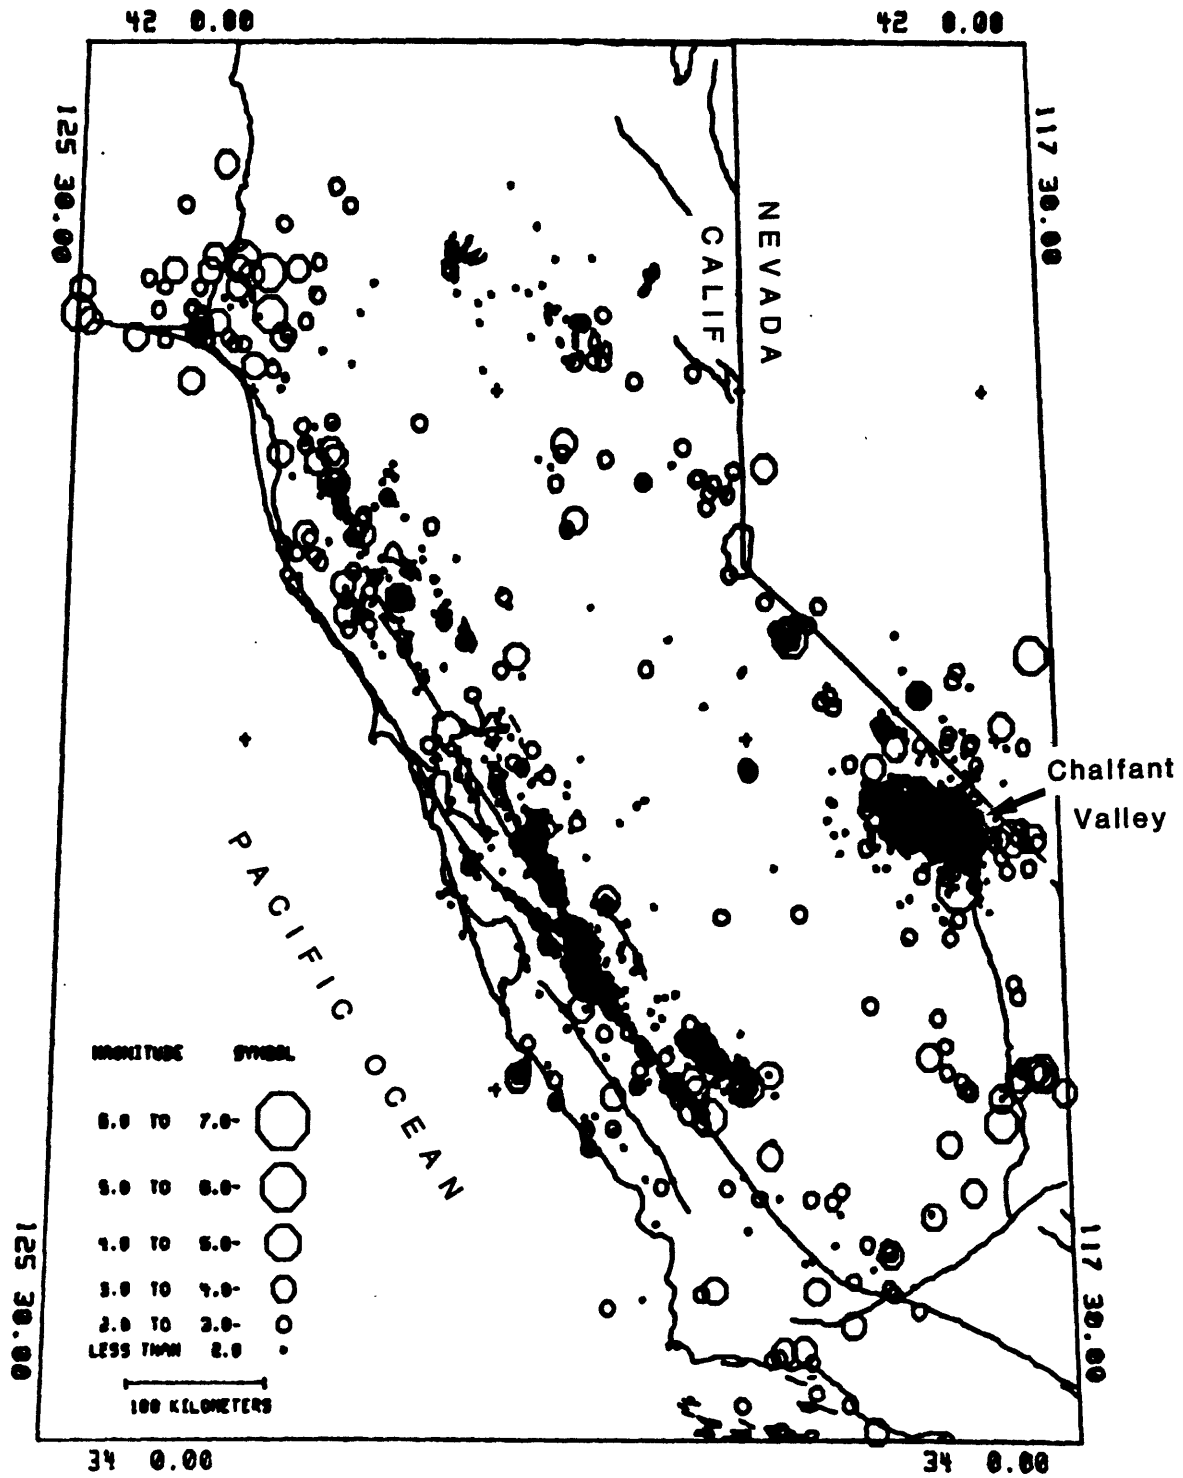 42 0.00
42 0.00
125 30.00
117 30.00
NEVADA
CALIF
Chalfant
Valley
PACIFIC OCEAN
MAGNITUDE SYMBOL
6.0 TO 7.0-
5.0 TO 6.0-
4.0 TO 5.0-
3.0 TO 4.0-
2.0 TO 3.0-
LESS THAN 2.0
100 KILOMETERS
125 30.00
117 30.00
34 0.00
34 0.00